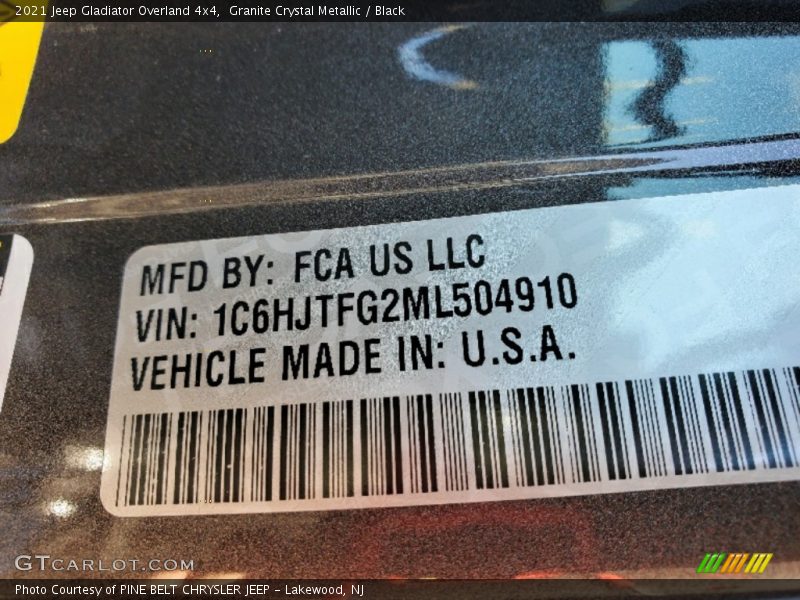 2021 Jeep Gladiator Overland 4x4,  Granite Crystal Metallic / Black
MFD BY: FCA US LLC
VIN: 1C6HJTFG2ML504910
VEHICLE MADE IN: U.S.A.
GTCARLOT.COM
Photo Courtesy of PINE BELT CHRYSLER JEEP - Lakewood, NJ